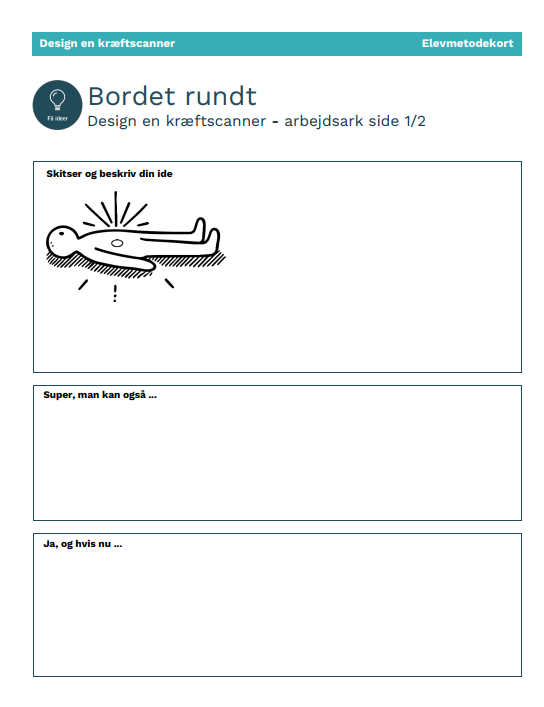 Design en kræftscanner
Elevmetodekort
Få ideer
Bordet rundt
Design en kræftscanner - arbejdsark side 1/2
Skitser og beskriv din ide
Super, man kan også ...
Ja, og hvis nu ...